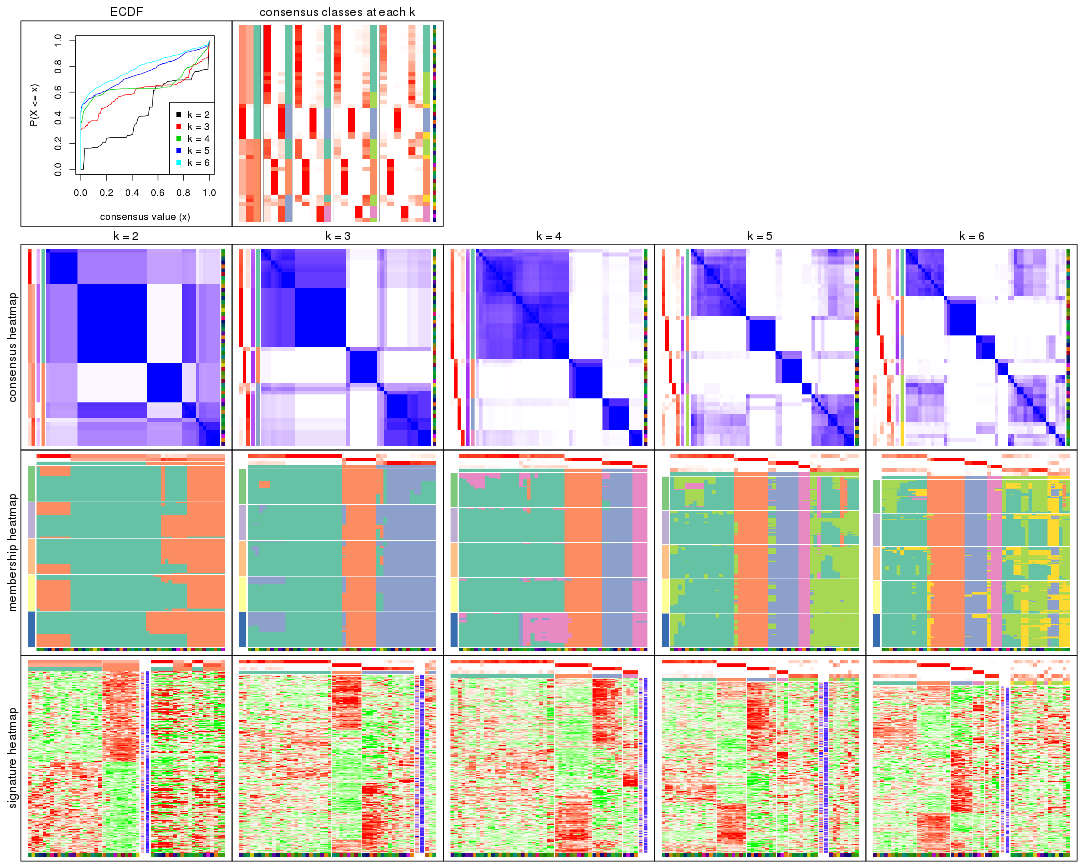 ECDF
consensus classes at each k
P(X <= x)
1.0
0.8
0.6
0.4
0.2
0.0
k = 2
k = 3
k = 4
k = 5
k = 6
0.0 0.2 0.4 0.6 0.8 1.0
consensus value (x)
k = 2 k = 3 k = 4 k = 5 k = 6
consensus heatmap
membership heatmap
signature heatmap